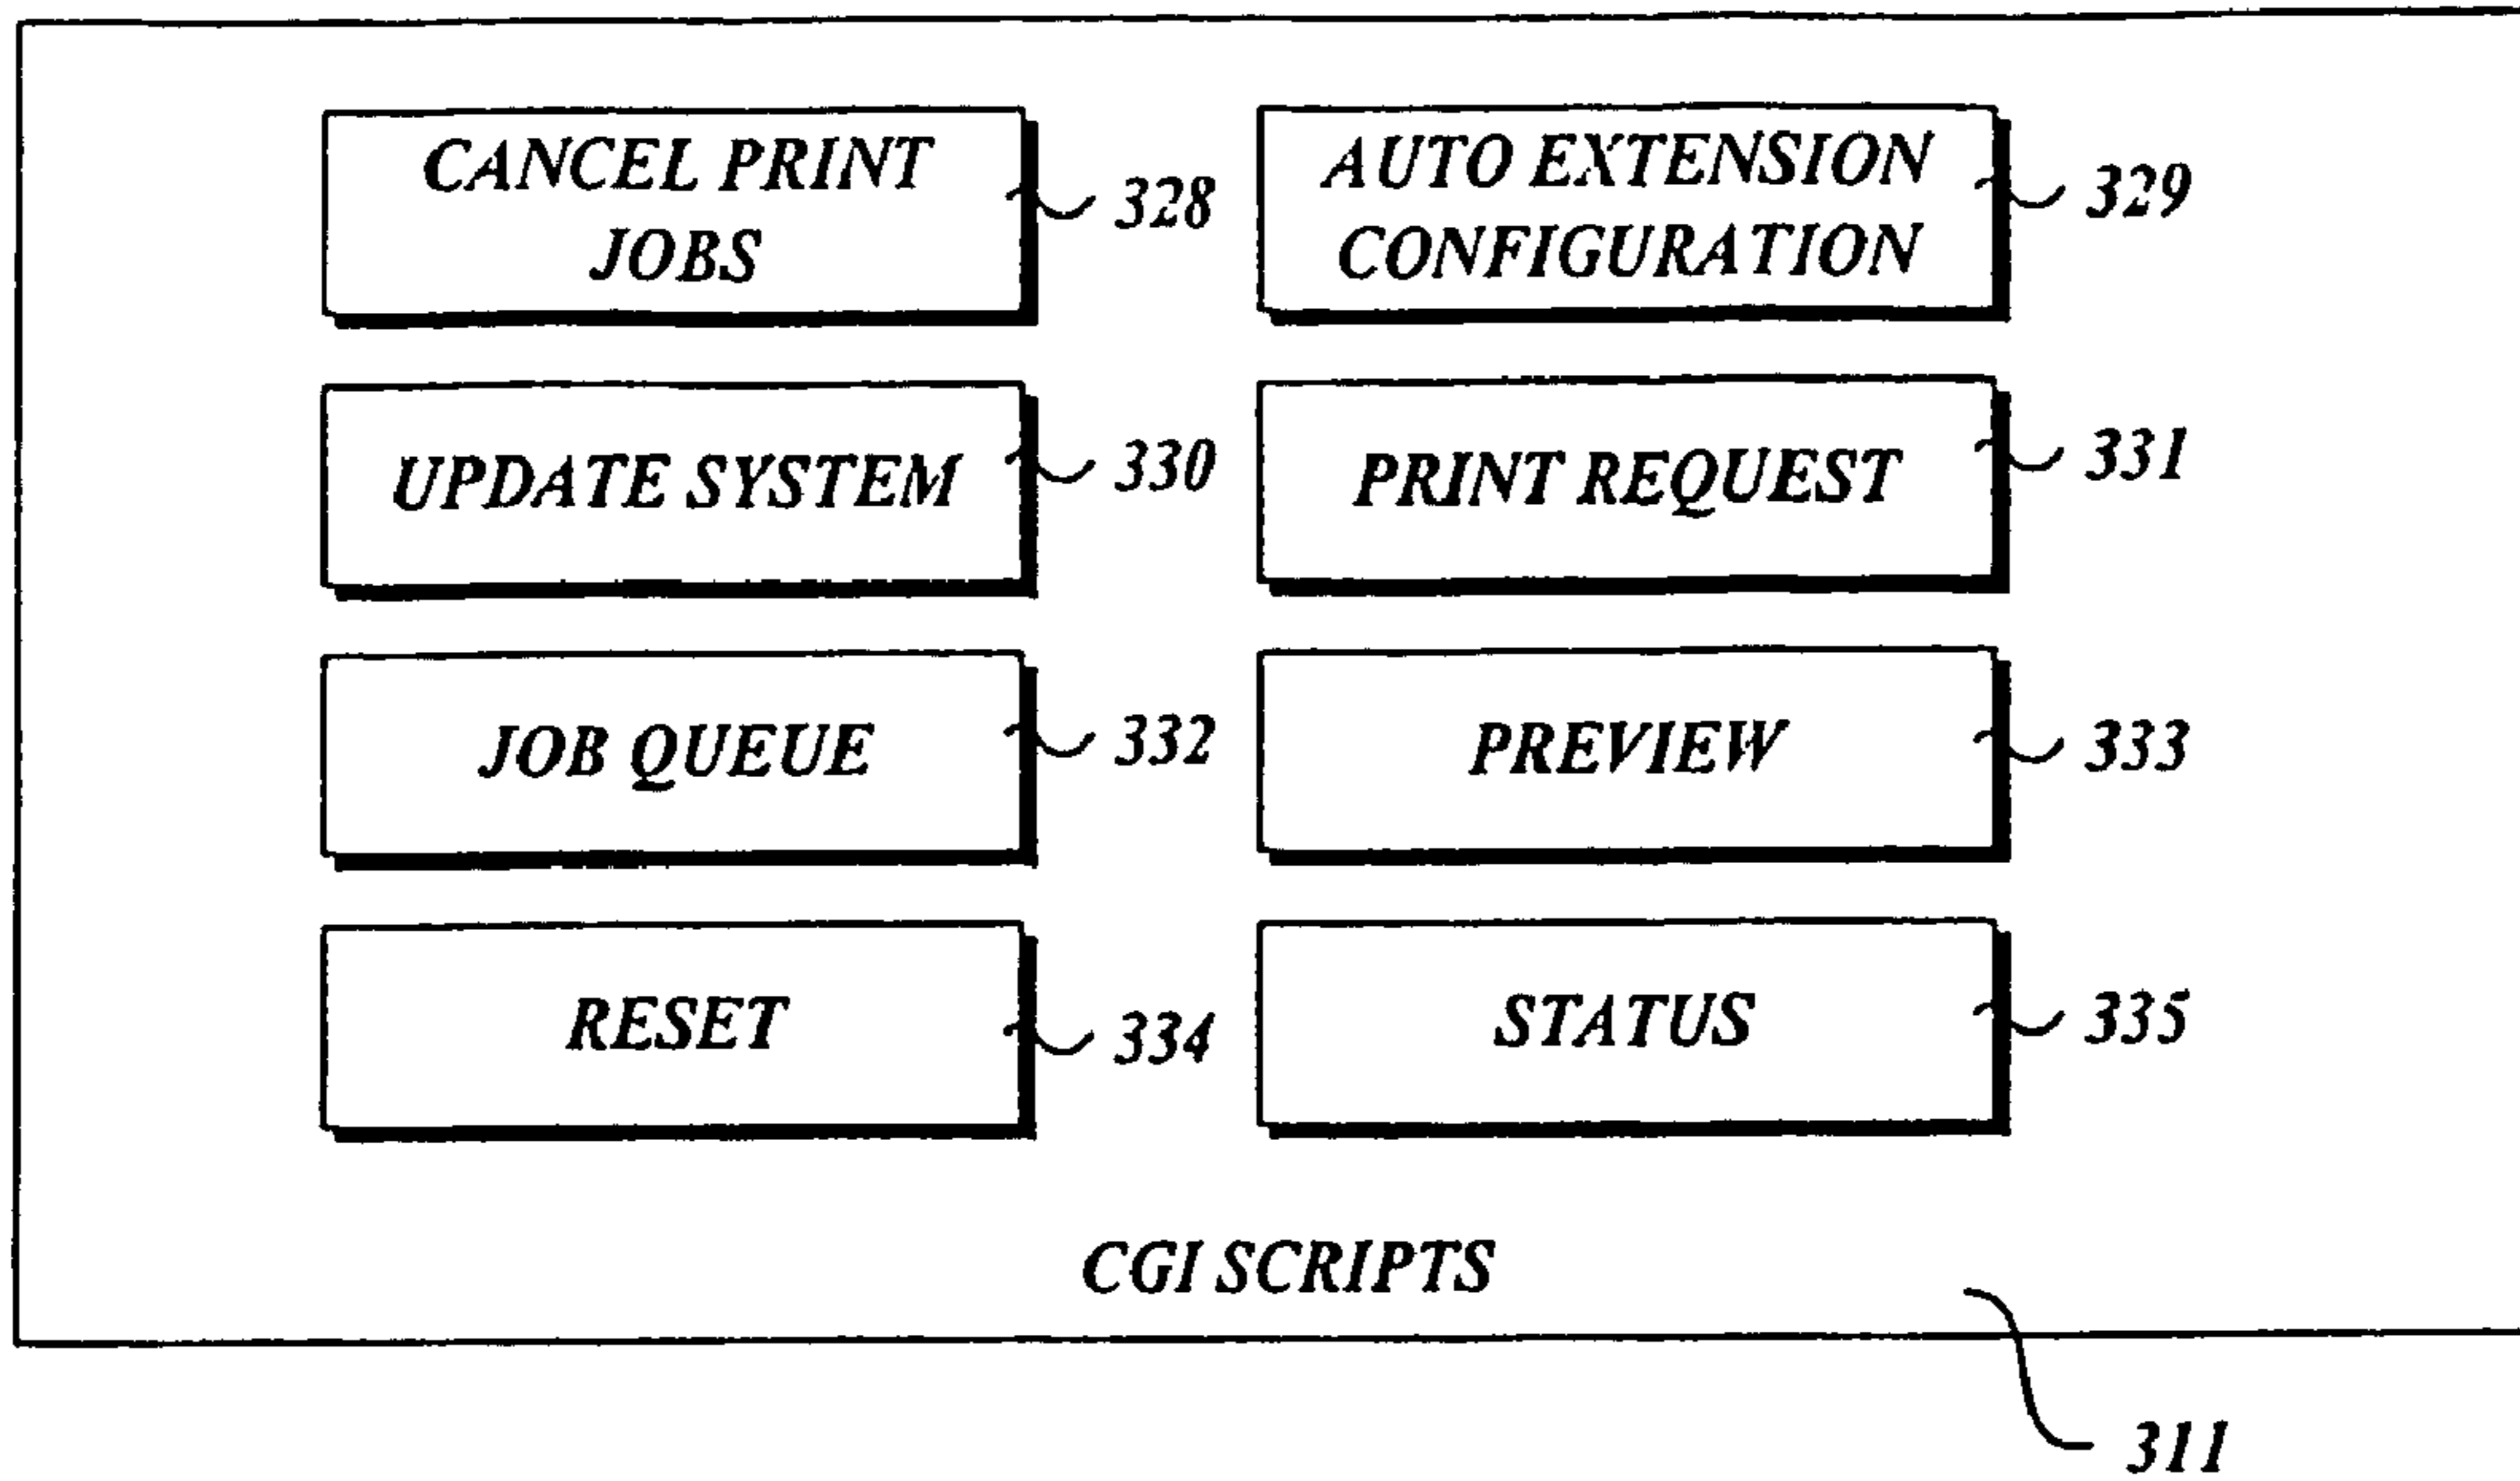 CANCEL PRINT
JOBS
328
AUTO EXTENSION
CONFIGURATION
329
UPDATE SYSTEM
330
PRINT REQUEST
331
JOB QUEUE
332
PREVIEW
333
RESET
334
STATUS
335
CGI SCRIPTS
311